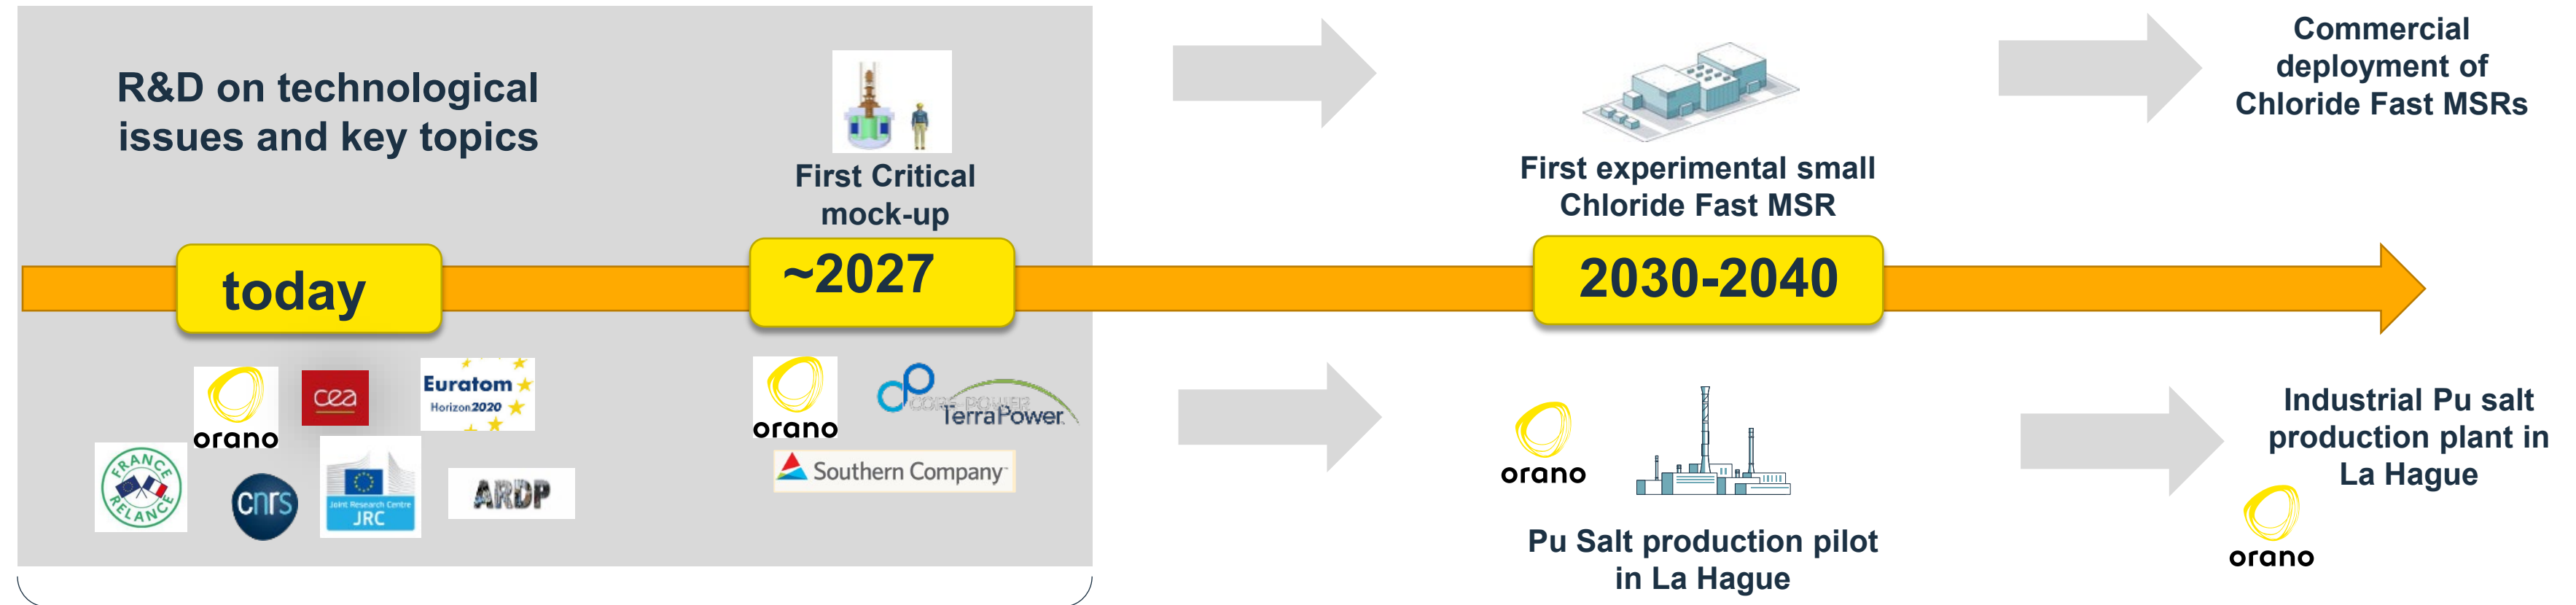 R&D on technological
issues and key topics
First Critical
mock-up
First experimental small
Chloride Fast MSR
Commercial
deployment of
Chloride Fast MSRs
today
~2027
2030-2040
orano
cea
Euratom
Horizon2020
FRANCE
RELANCE
cnrs
Joint Research Centre
JRC
ARDP
orano
CORE-POWER
TerraPower
Southern Company
orano
Pu Salt production pilot
in La Hague
Industrial Pu salt
production plant in
La Hague
orano